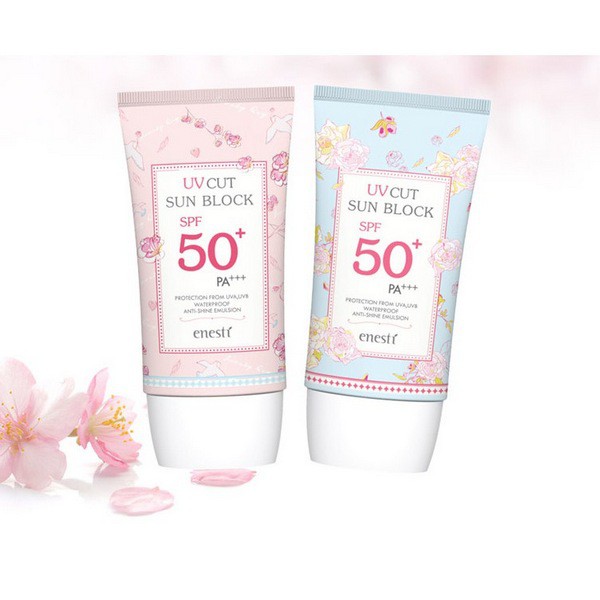 UV CUT
SUN BLOCK
SPF
50+
PA+++
PROTECTION FROM UVA,UVB
WATERPROOF
ANTI-SHINE EMULSION
enesti
UV CUT
SUN BLOCK
SPF
50+
PA+++
PROTECTION FROM UVA,UVB
WATERPROOF
ANTI-SHINE EMULSION
enesti